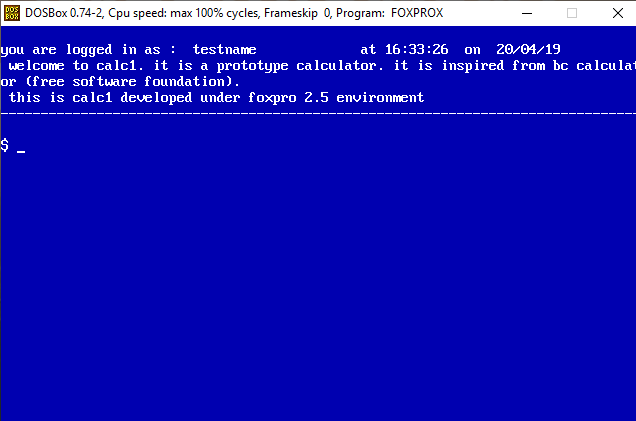 DOSBox 0.74-2, Cpu speed: max 100% cycles, Frameskip 0, Program: FOXPROX
you are logged in as : testname at 16:33:26 on 20/04/19
welcome to calc1. it is a prototype calculator. it is inspired from bc calculat
or (free software foundation).
this is calc1 developed under foxpro 2.5 environment
--------------------------------------------------------------------------------
$ _